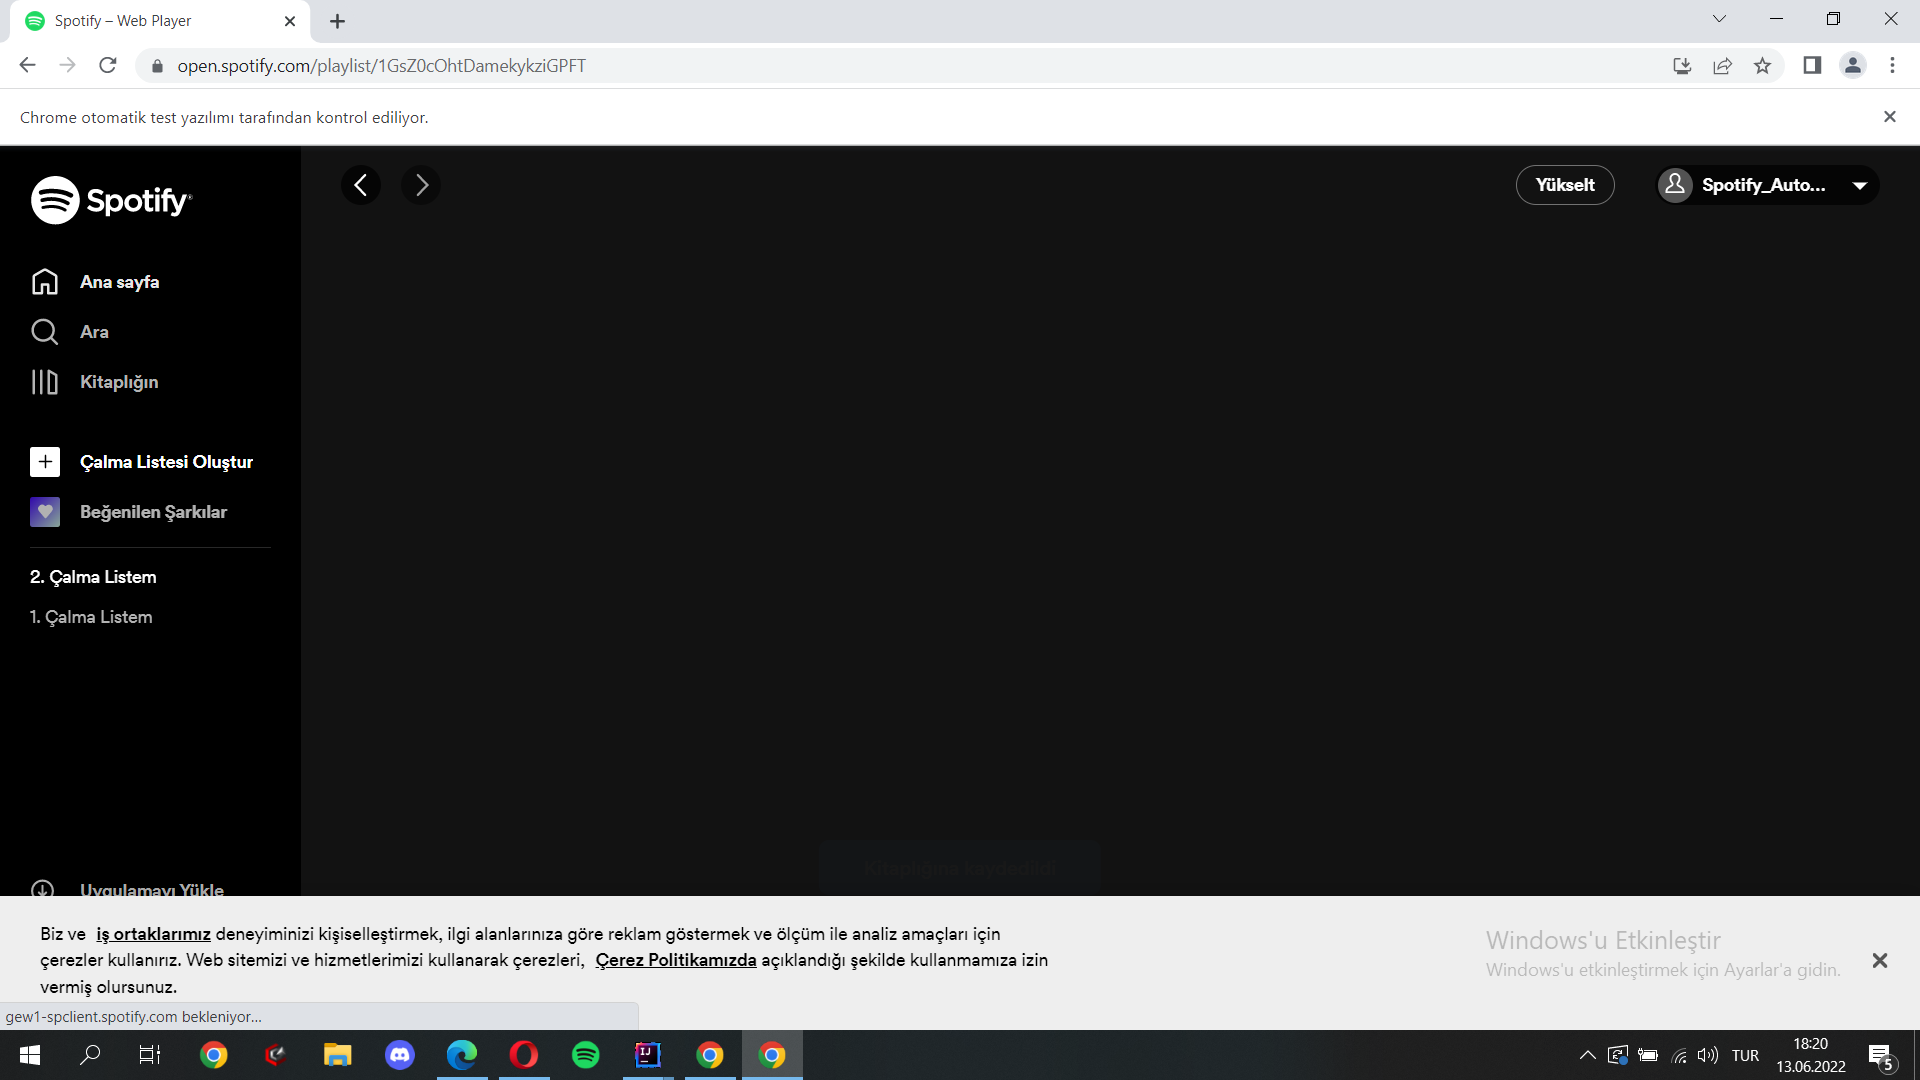 Spotify – Web Player
open.spotify.com/playlist/1GsZ0cOhtDamekykziGPFT
Chrome otomatik test yazılımı tarafından kontrol ediliyor.
Spotify
Yükselt
Spotify_Auto...
Ana sayfa
Ara
Kitaplığın
Çalma Listesi Oluştur
Beğenilen Şarkılar
2. Çalma Listem
1. Çalma Listem
Kitaplığına kaydedildi
Uygulamayı Yükle
Biz ve iş ortaklarımız deneyiminizi kişiselleştirmek, ilgi alanlarınıza göre reklam göstermek ve ölçüm ile analiz amaçları için
çerezler kullanırız. Web sitemizi ve hizmetlerimizi kullanarak çerezleri, Çerez Politikamızda açıklandığı şekilde kullanmamıza izin
vermiş olursunuz.
Windows'u Etkinleştir
Windows'u etkinleştirmek için Ayarlar'a gidin.
gew1-spclient.spotify.com bekleniyor...
IJ
TUR
18:20
13.06.2022
5